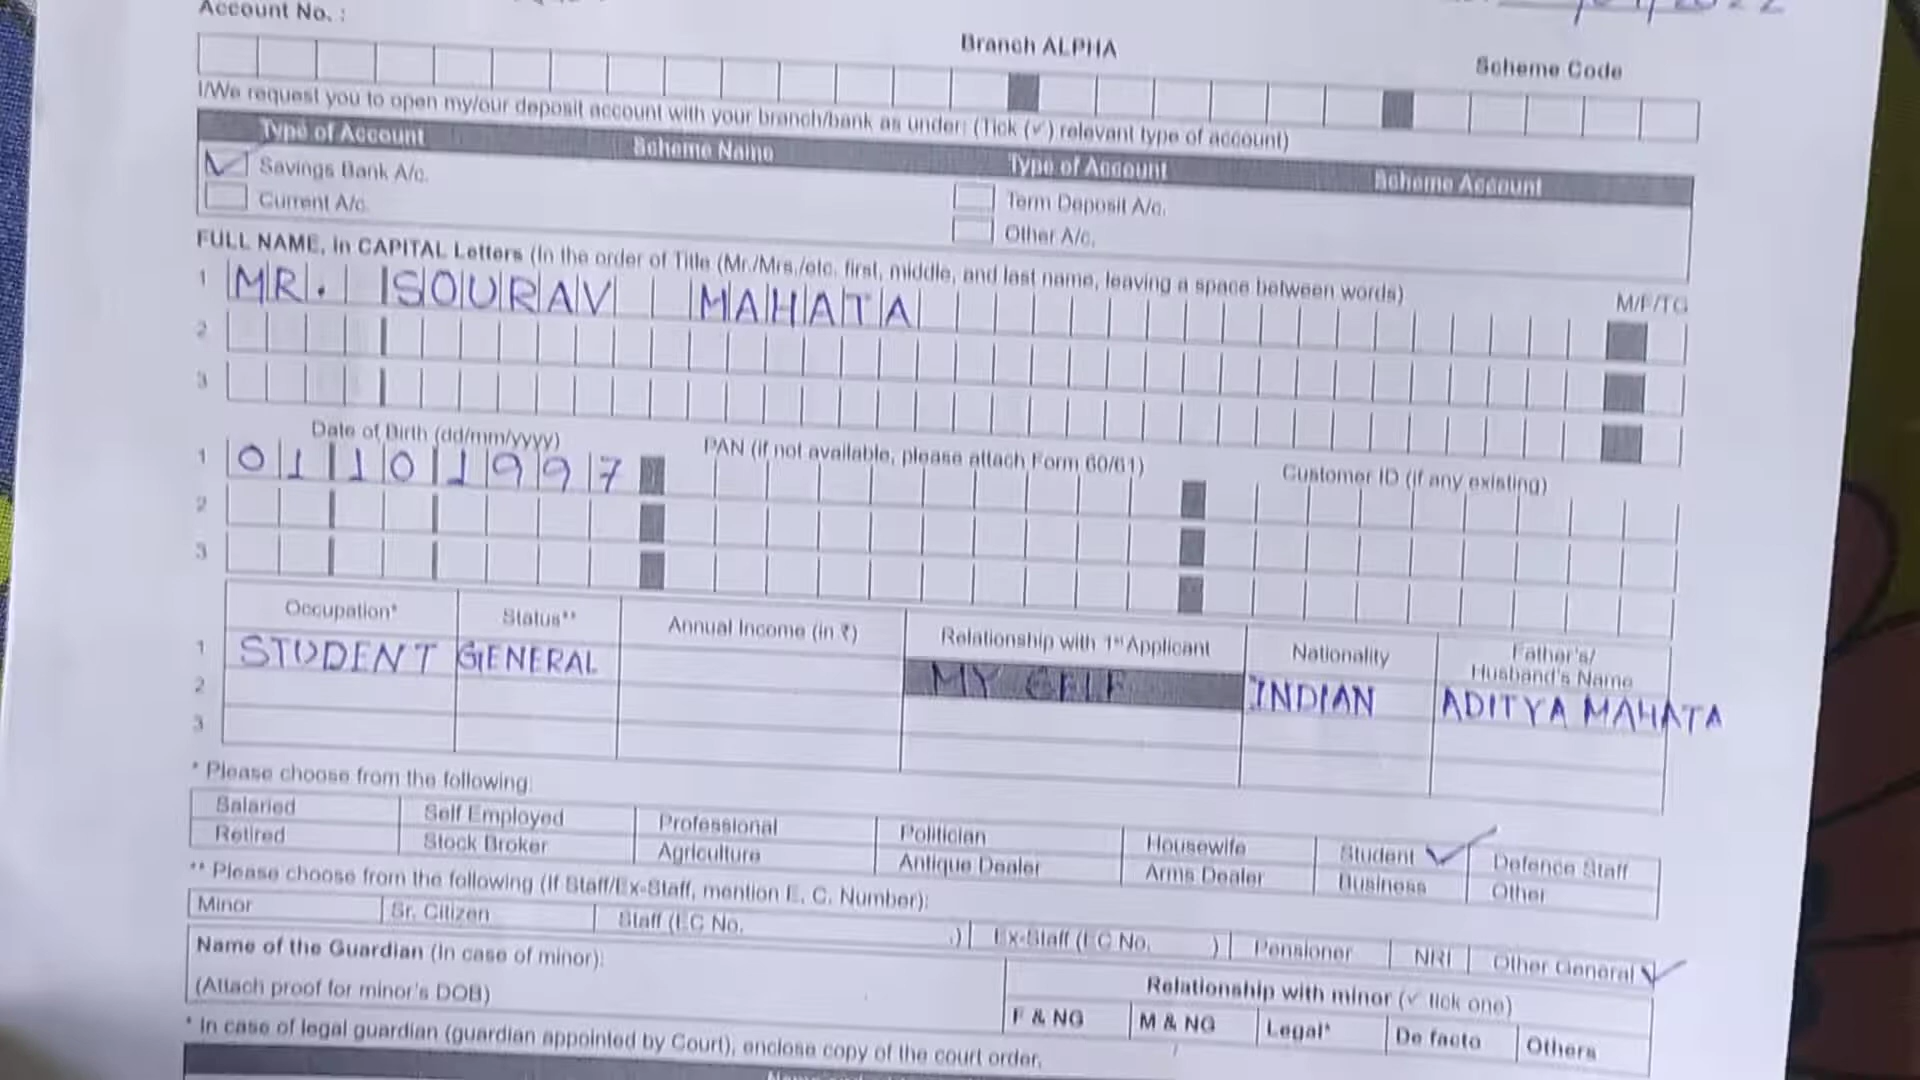 Account No. :
Branch ALPHA
Scheme Code
I/We request you to open my/our deposit account with your branch/bank as under: (Tick (✓) relevant type of account)
Type of Account Scheme Name Type of Account Scheme Account
Savings Bank A/c. Term Deposit A/c.
Current A/c. Other A/c.
FULL NAME, in CAPITAL Letters (in the order of Title (Mr./Mrs./etc. first, middle, and last name, leaving a space between words) M/F/TG
1 MR. SOURAV MAHATA
2
3
Date of Birth (dd/mm/yyyy) PAN (if not available, please attach Form 60/61) Customer ID (if any existing)
1 01101997
2
3
Occupation* Status** Annual Income (in ₹) Relationship with 1st Applicant Nationality Father's/
Husband's Name
1 STUDENT GENERAL MY SELF INDIAN ADITYA MAHATA
2
3
* Please choose from the following:
Salaried Self Employed Professional Politician Housewife Student Defence Staff
Retired Stock Broker Agriculture Antique Dealer Arms Dealer Business Other
** Please choose from the following (If Staff/Ex-Staff, mention E. C. Number):
Minor Sr. Citizen Staff (EC No. .) Ex-Staff (EC No. ) Pensioner NRI Other General
Name of the Guardian (in case of minor):
Relationship with minor (✓ tick one)
(Attach proof for minor's DOB)
F & NG M & NG Legal* De facto Others
* In case of legal guardian (guardian appointed by Court), enclose copy of the court order.